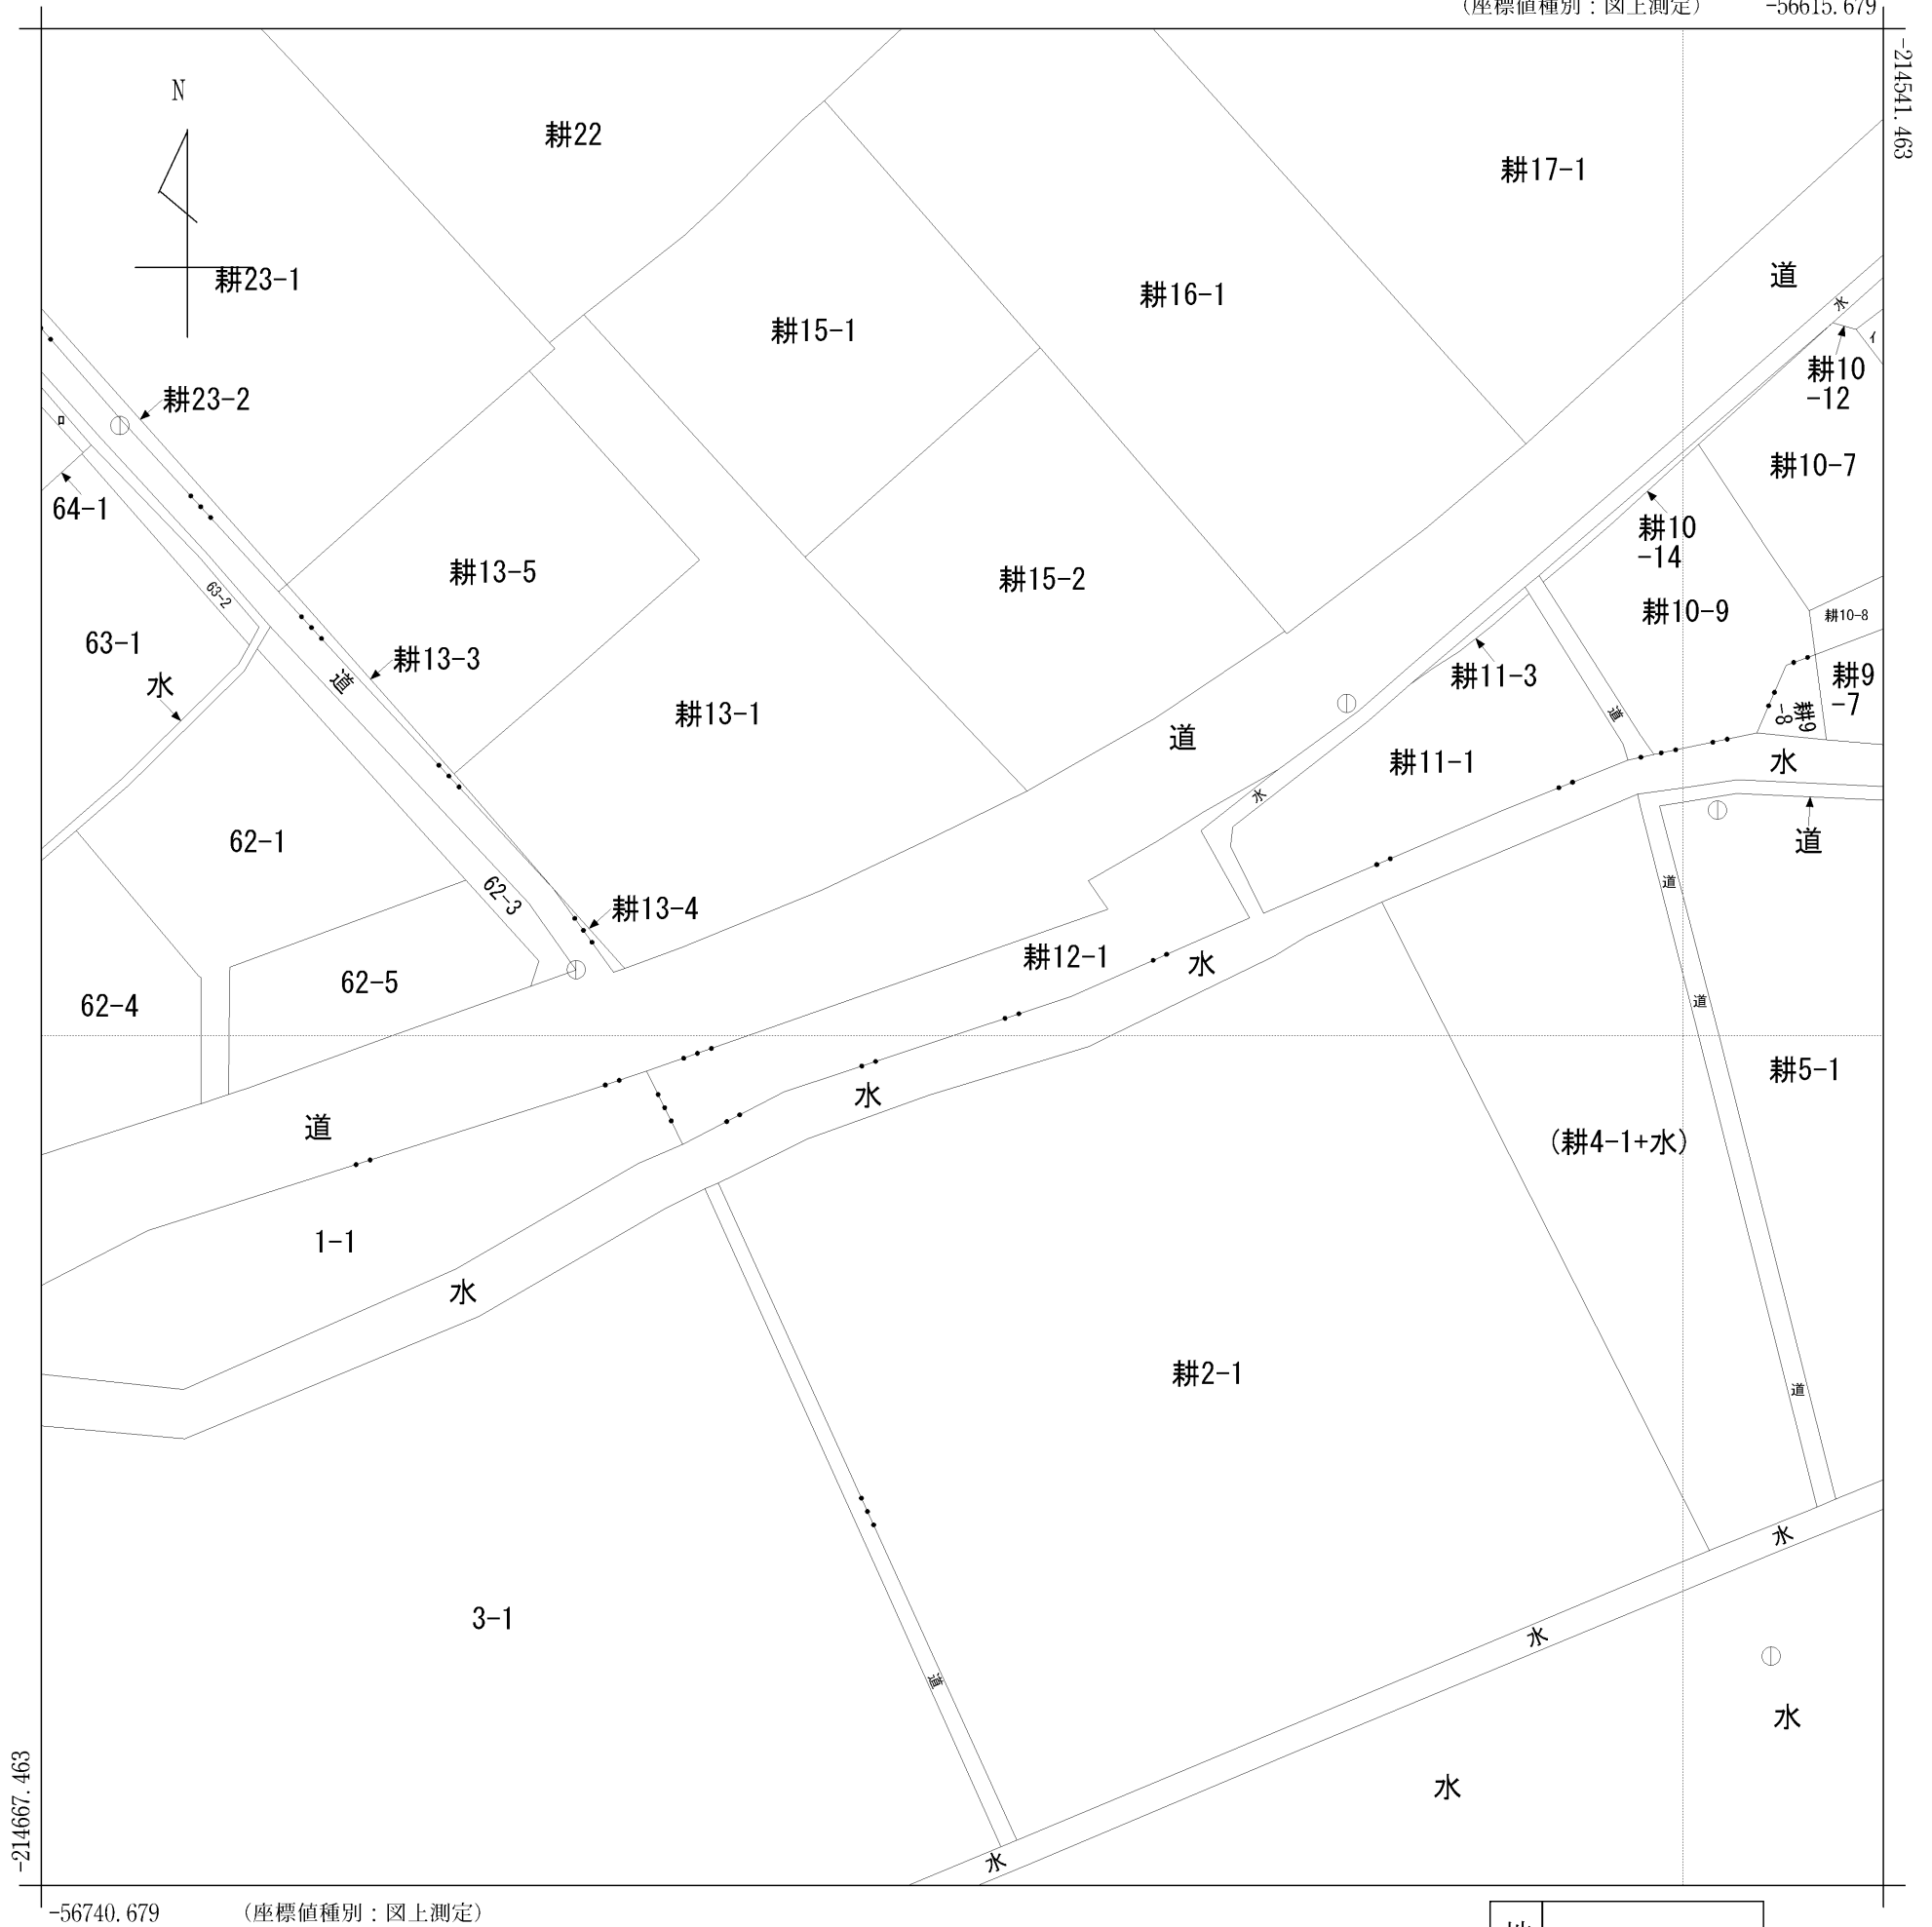 (座標値種別：図上測定) -56615.679
-214541.463
N
耕22
耕17-1
耕23-1
道
耕16-1
水
耕15-1
イ
耕10
-12
耕23-2
ロ
耕10-7
64-1
耕10
-14
耕13-5
耕15-2
63-2
耕10-9
耕10-8
63-1
耕13-3
耕11-3
耕9
-7
水
道
耕13-1
道
耕9
-8
道
耕11-1
水
水
62-1
道
道
62-3
耕13-4
耕12-1
水
62-5
道
62-4
耕5-1
水
道
(耕4-1+水)
1-1
水
耕2-1
道
水
3-1
水
道
水
水
水
-214667.463
-56740.679 (座標値種別：図上測定)